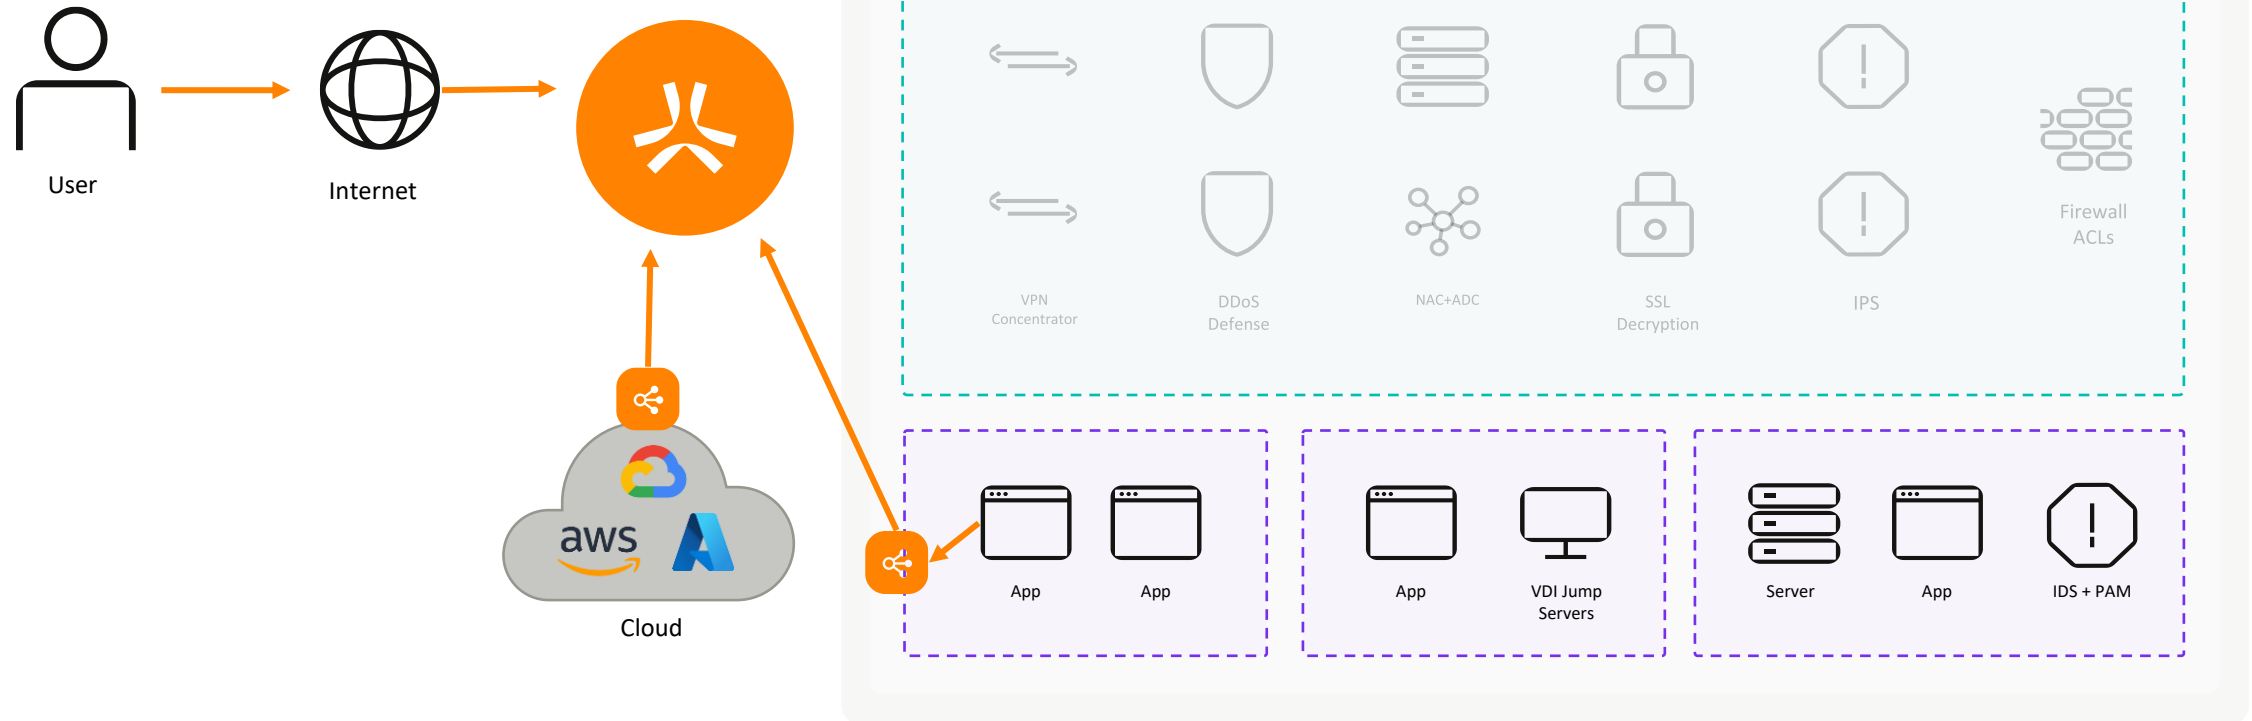 User
Internet
Firewall
ACLs
VPN
Concentrator
DDoS
Defense
NAC+ADC
SSL
Decryption
IPS
aws
Cloud
App
App
App
VDI Jump
Servers
Server
App
IDS + PAM